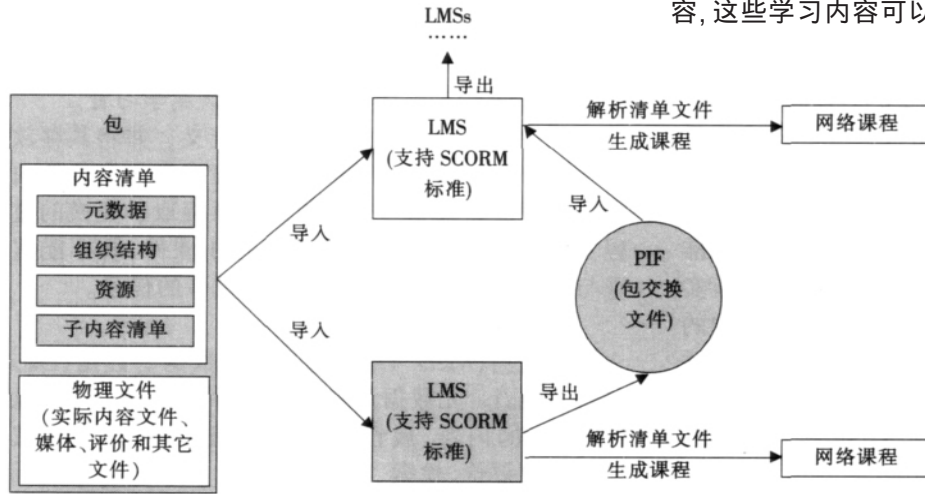 容,这些学习内容可以
LMSs
……
导出
包
内容清单
元数据
组织结构
资源
子内容清单
物理文件
(实际内容文件、
媒体、评价和其它
文件)
导入
导入
LMS
(支持 SCORM
标准)
解析清单文件
生成课程
网络课程
导入
PIF
(包交换
文件)
LMS
(支持 SCORM
标准)
导出
解析清单文件
生成课程
网络课程